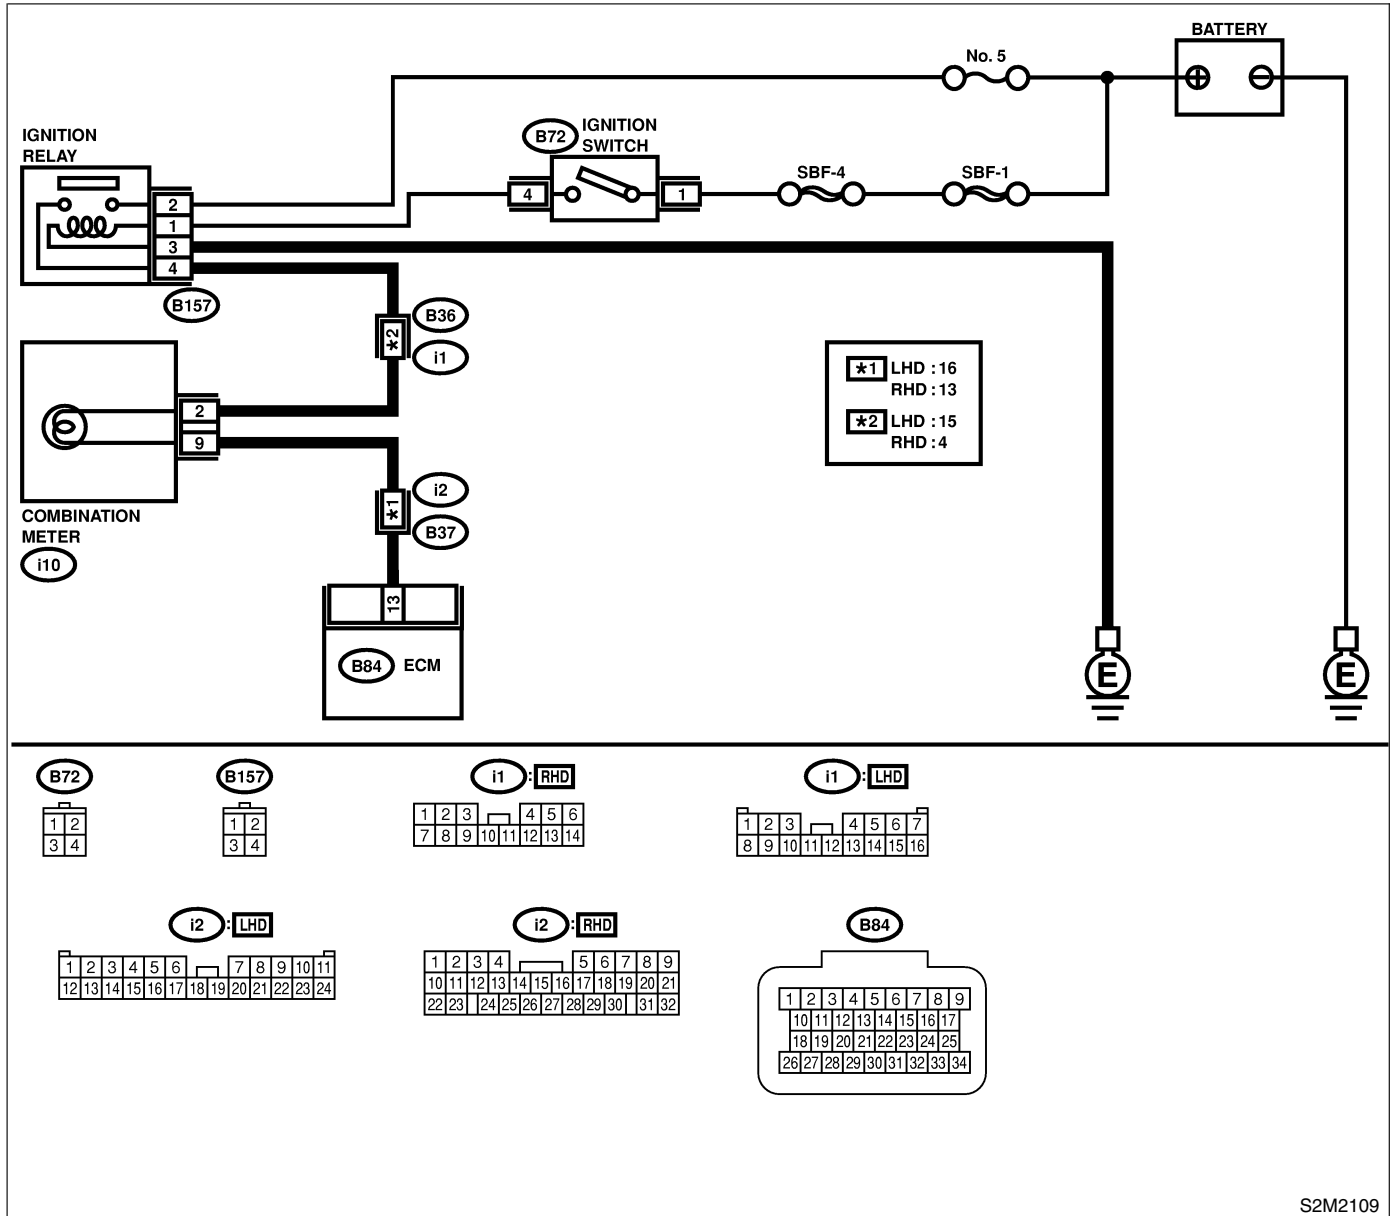 BATTERY
No. 5
IGNITION
SWITCH
B72
IGNITION
RELAY
SBF-4
SBF-1
4
1
2
1
3
4
B157
B36
*2
i1
*1 LHD : 16
RHD : 13
*2 LHD : 15
RHD : 4
2
9
i2
*1
B37
COMBINATION
METER
i10
13
B84 ECM
E
E
B72
1 2
3 4
B157
1 2
3 4
i1 : RHD
1 2 3 4 5 6
7 8 9 10 11 12 13 14
i1 : LHD
1 2 3 4 5 6 7
8 9 10 11 12 13 14 15 16
i2 : LHD
1 2 3 4 5 6 7 8 9 10 11
12 13 14 15 16 17 18 19 20 21 22 23 24
i2 : RHD
1 2 3 4 5 6 7 8 9
10 11 12 13 14 15 16 17 18 19 20 21
22 23 24 25 26 27 28 29 30 31 32
B84
1 2 3 4 5 6 7 8 9
10 11 12 13 14 15 16 17
18 19 20 21 22 23 24 25
26 27 28 29 30 31 32 33 34
S2M2109